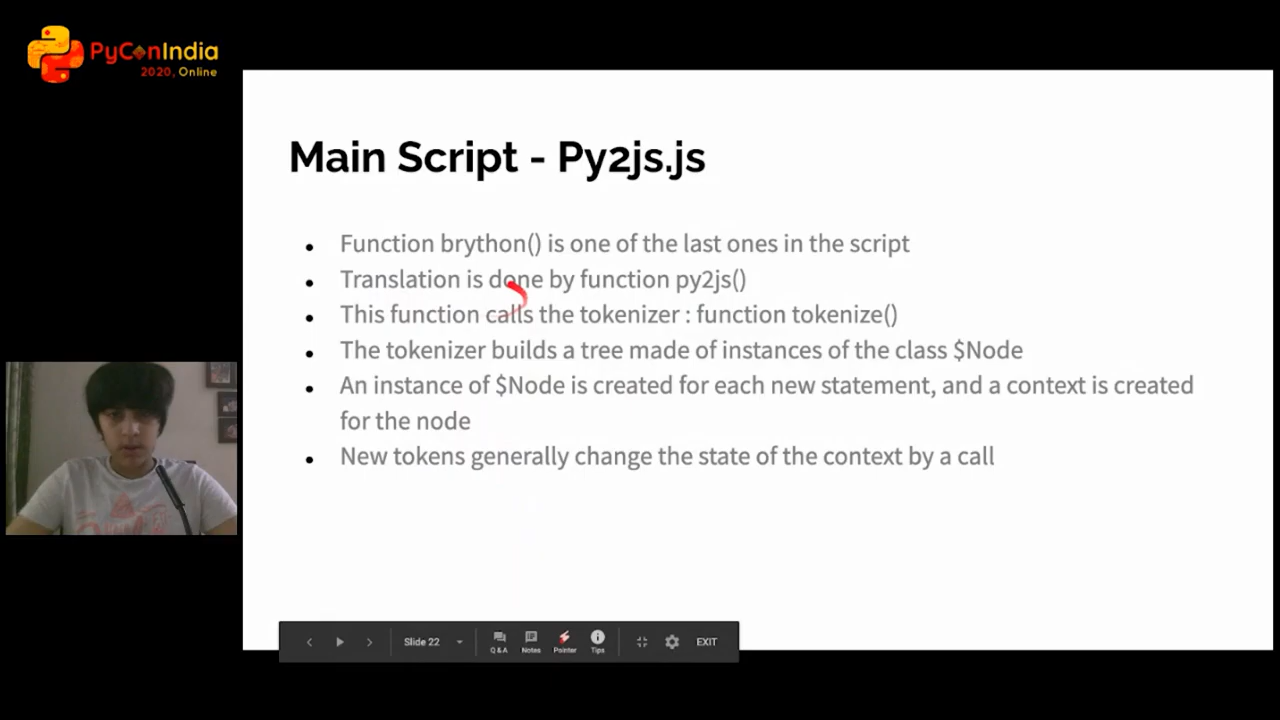 PyConIndia
2020, Online
Main Script - Py2js.js
Function brython() is one of the last ones in the script
Translation is done by function py2js()
This function calls the tokenizer : function tokenize()
The tokenizer builds a tree made of instances of the class $Node
An instance of $Node is created for each new statement, and a context is created
for the node
New tokens generally change the state of the context by a call
Slide 22
Q&A
Notes
Pointer
Tips
EXIT